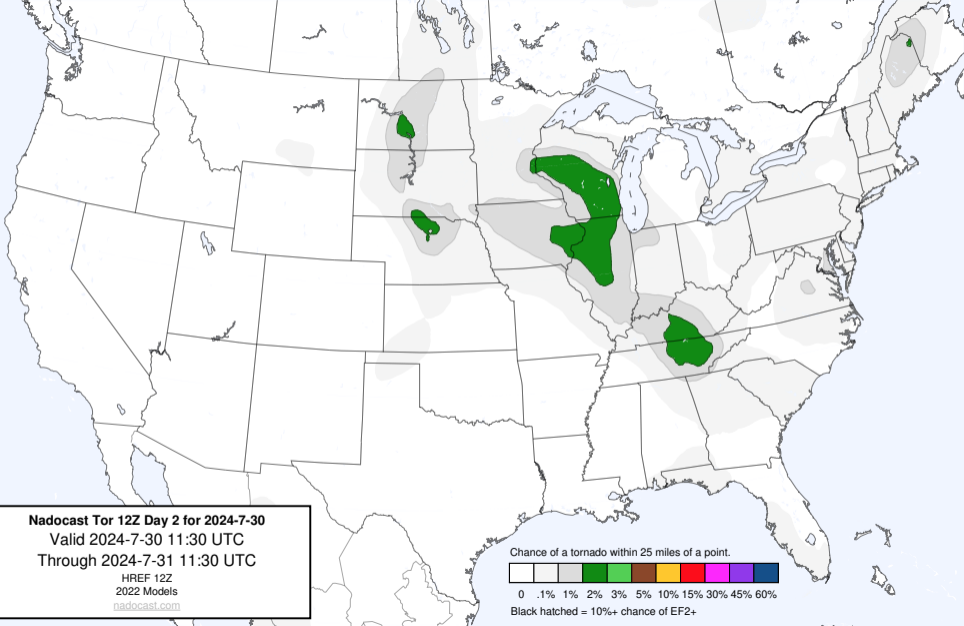 Nadocast Tor 12Z Day 2 for 2024-7-30
Valid 2024-7-30 11:30 UTC
Through 2024-7-31 11:30 UTC
HREF 12Z
2022 Models
nadocast.com
Chance of a tornado within 25 miles of a point.
0 .1% 1% 2% 3% 5% 10% 15% 30% 45% 60%
Black hatched = 10%+ chance of EF2+